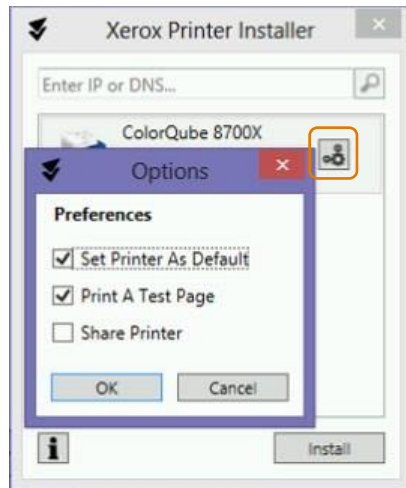 Xerox Printer Installer
Enter IP or DNS...
ColorQube 8700X
Options
Preferences
Set Printer As Default
Print A Test Page
Share Printer
OK Cancel
i Install